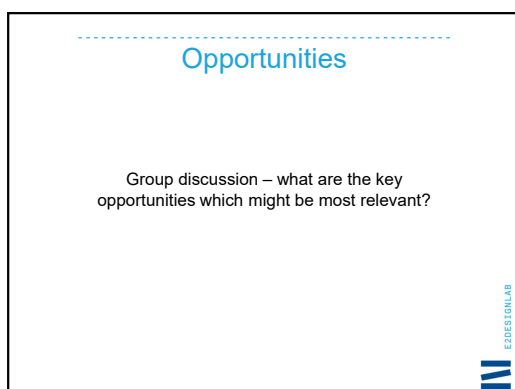 Opportunities
Group discussion – what are the key
opportunities which might be most relevant?
E2DESIGNLAB